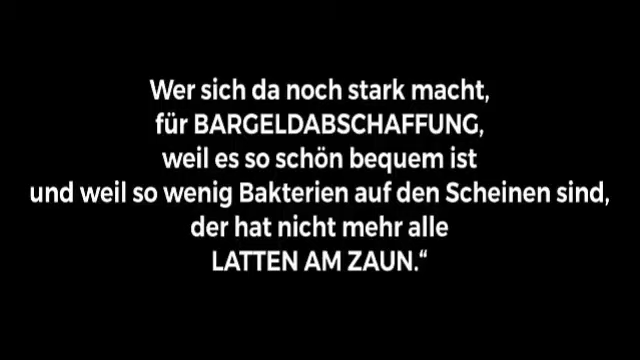 Wer sich da noch stark macht,
für BARGELDABSCHAFFUNG,
weil es so schön bequem ist
und weil so wenig Bakterien auf den Scheinen sind,
der hat nicht mehr alle
LATTEN AM ZAUN.“